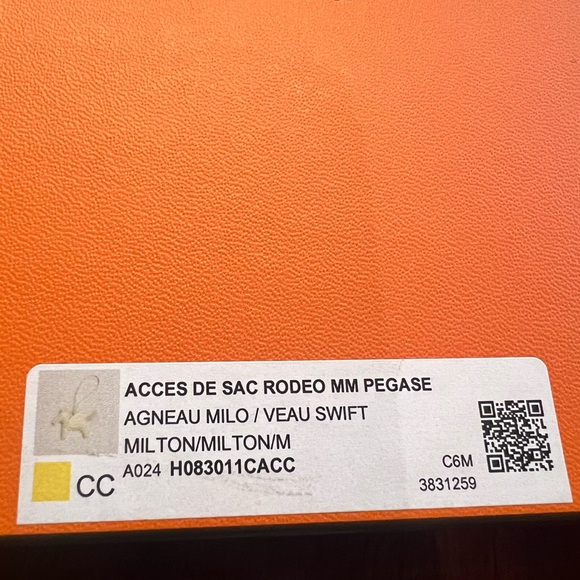 ACCES DE SAC RODEO MM PEGASE
AGNEAU MILO / VEAU SWIFT
MILTON/MILTON/M
A024 H083011CACC
CC
C6M
3831259